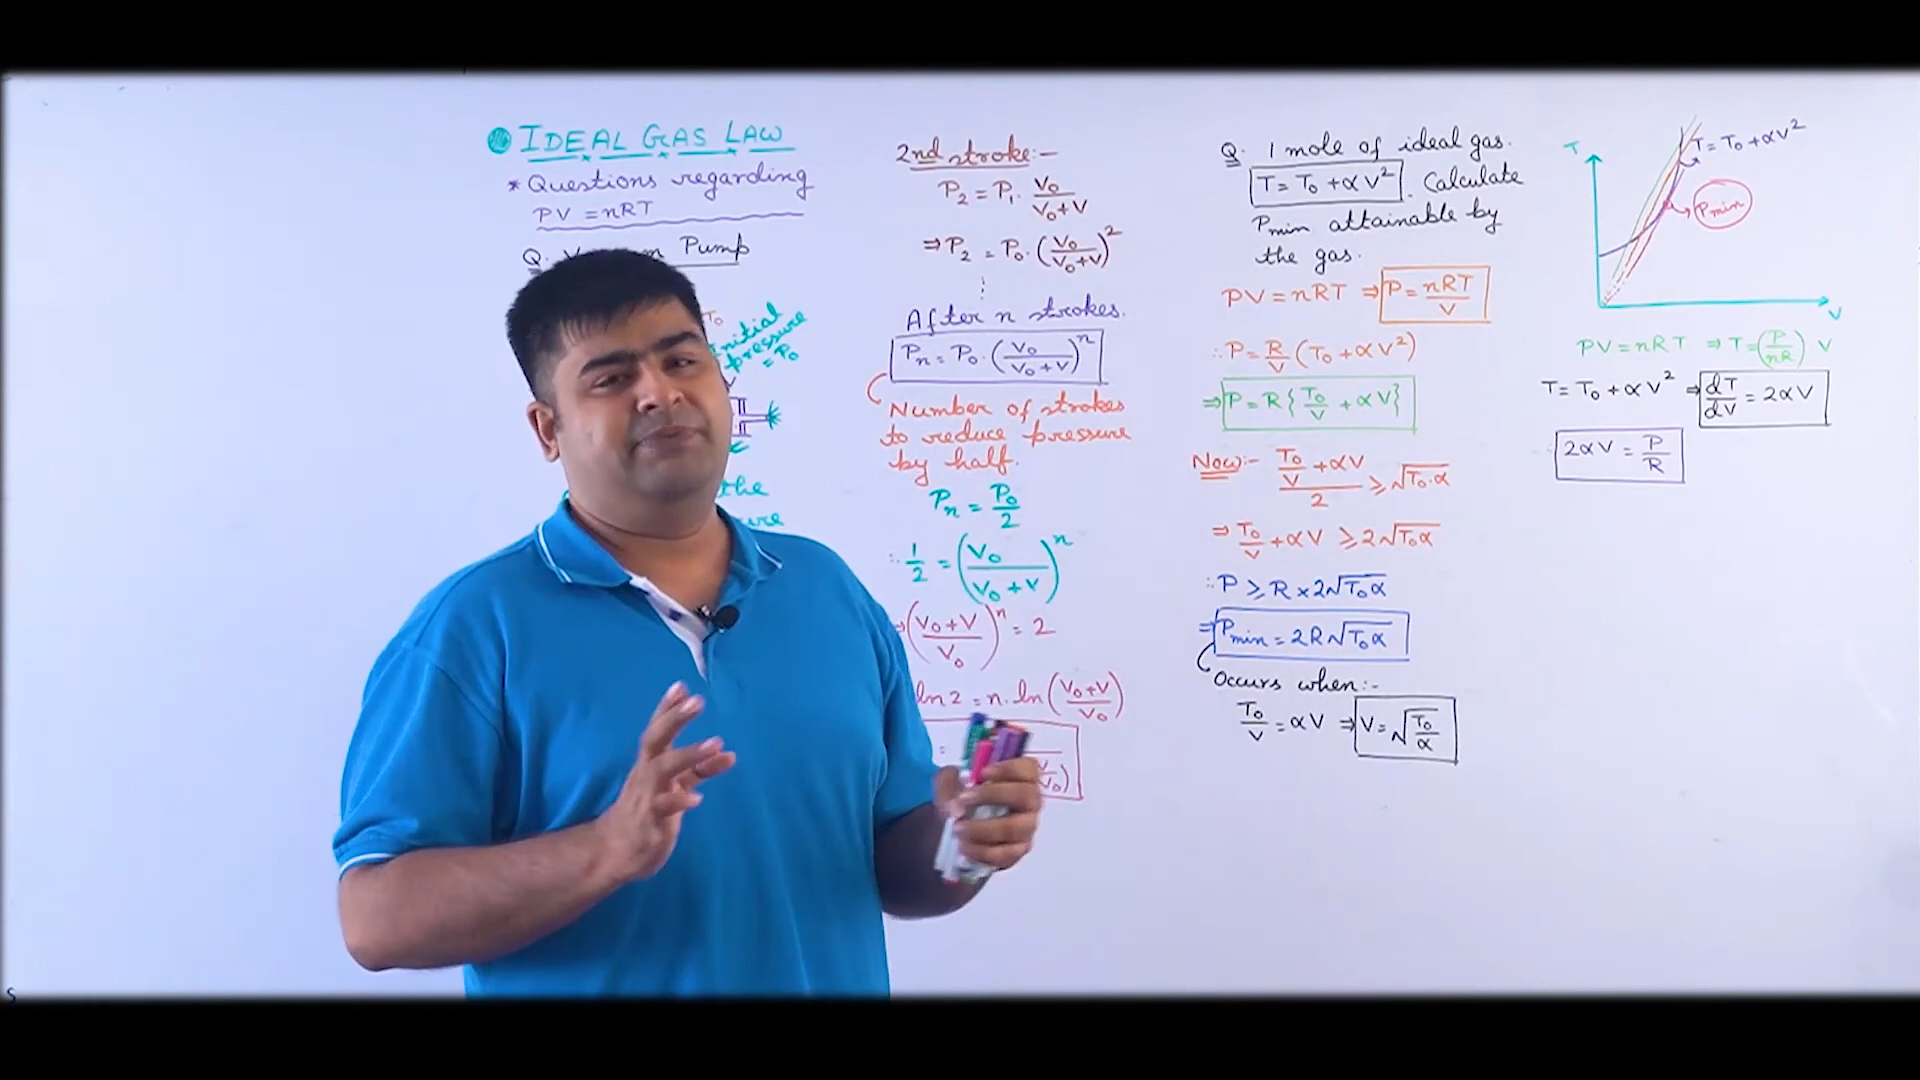 IDEAL GAS LAW
* Questions regarding
PV = nRT
Q. Pump
T₀
Initial
pressure
= P₀
the
2nd stroke:-
P₂ = P₁ . V₀/(V₀+V)
⇒ P₂ = P₀ . (V₀/(V₀+V))²
⋮
After n strokes.
Pₙ = P₀ . (V₀/(V₀+V))ⁿ
Number of strokes
to reduce pressure
by half.
Pₙ = P₀/2
∴ 1/2 = (V₀/(V₀+V))ⁿ
⇒ ((V₀+V)/V₀)ⁿ = 2
ln 2 = n. ln((V₀+V)/V₀)
=
Q. 1 mole of ideal gas.
T = T₀ + αV² . Calculate
Pmin attainable by
the gas.
PV = nRT ⇒ P = nRT/V
∴ P = R/V (T₀ + αV²)
⇒ P = R{T₀/V + αV}
Now:- (T₀/V + αV)/2 ≥ √T₀.α
⇒ T₀/V + αV ≥ 2√T₀α
∴ P ≥ R × 2√T₀α
⇒ Pmin = 2R√T₀α
Occurs when:-
T₀/V = αV ⇒ V = √(T₀/α)
T
T = T₀ + αV²
Pmin
V
PV = nRT ⇒ T = (P/nR) V
T = T₀ + αV² ⇒ dT/dV = 2αV
2αV = P/R
S